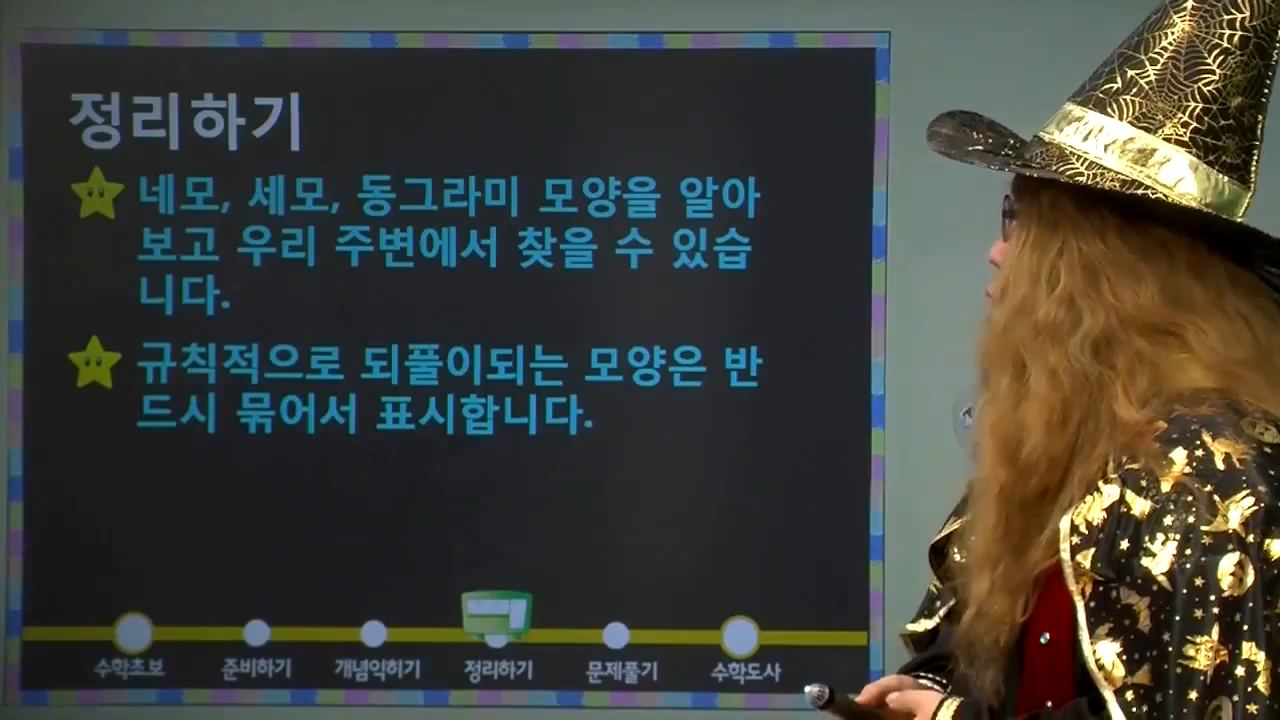 정리하기
네모, 세모, 동그라미 모양을 알아
보고 우리 주변에서 찾을 수 있습
니다.
규칙적으로 되풀이되는 모양은 반
드시 묶어서 표시합니다.
수학초보 준비하기 개념익히기 정리하기 문제풀기 수학도사